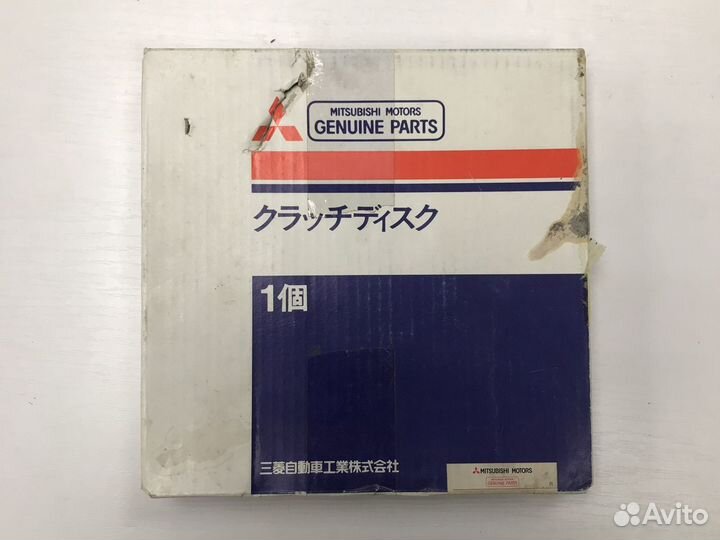 MITSUBISHI MOTORS
GENUINE PARTS
クラッチディスク
1個
三菱自動車工業株式会社
MITSUBISHI MOTORS
GENUINE PARTS
Avito